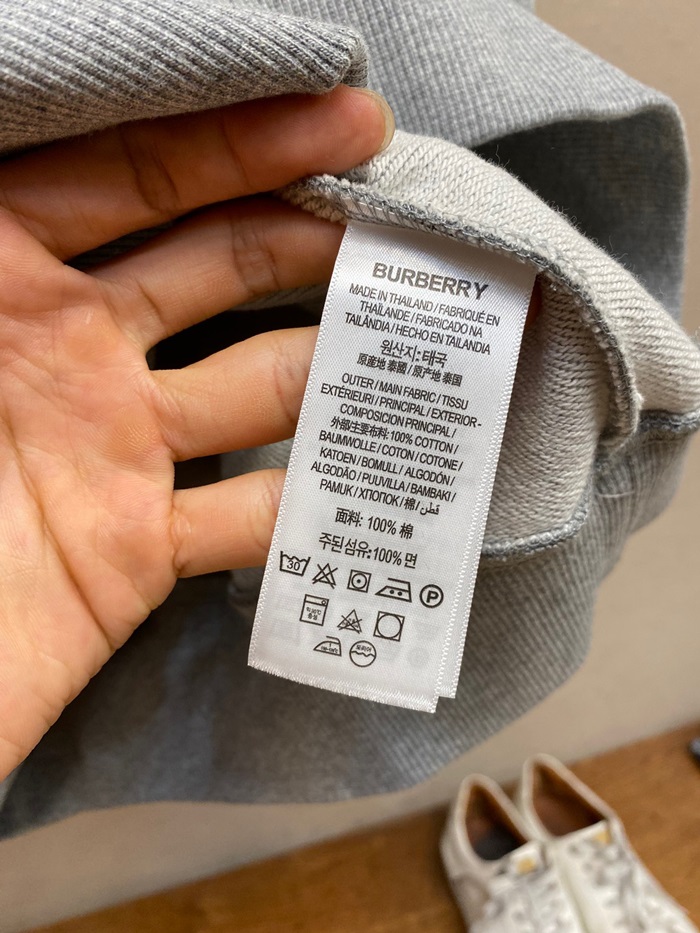 BURBERRY
MADE IN THAILAND / FABRIQUÉ EN
THAÏLANDE / FABRICADO NA
TAILÂNDIA / HECHO EN TAILANDIA
원산지: 태국
原産地 泰國 / 原产地 泰国
OUTER / MAIN FABRIC / TISSU
EXTÉRIEURI / PRINCIPAL / EXTERIOR -
COMPOSICION PRINCIPAL /
外部主要布料: 100% COTTON /
BAUMWOLLE / COTON / COTONE /
KATOEN / BOMULL / ALGODÓN /
ALGODÃO / PUUVILLA / BAMBAKI /
PAMUK / ХПОПОК / 棉 / قطن
面料: 100% 棉
주된섬유:100% 면
30
P